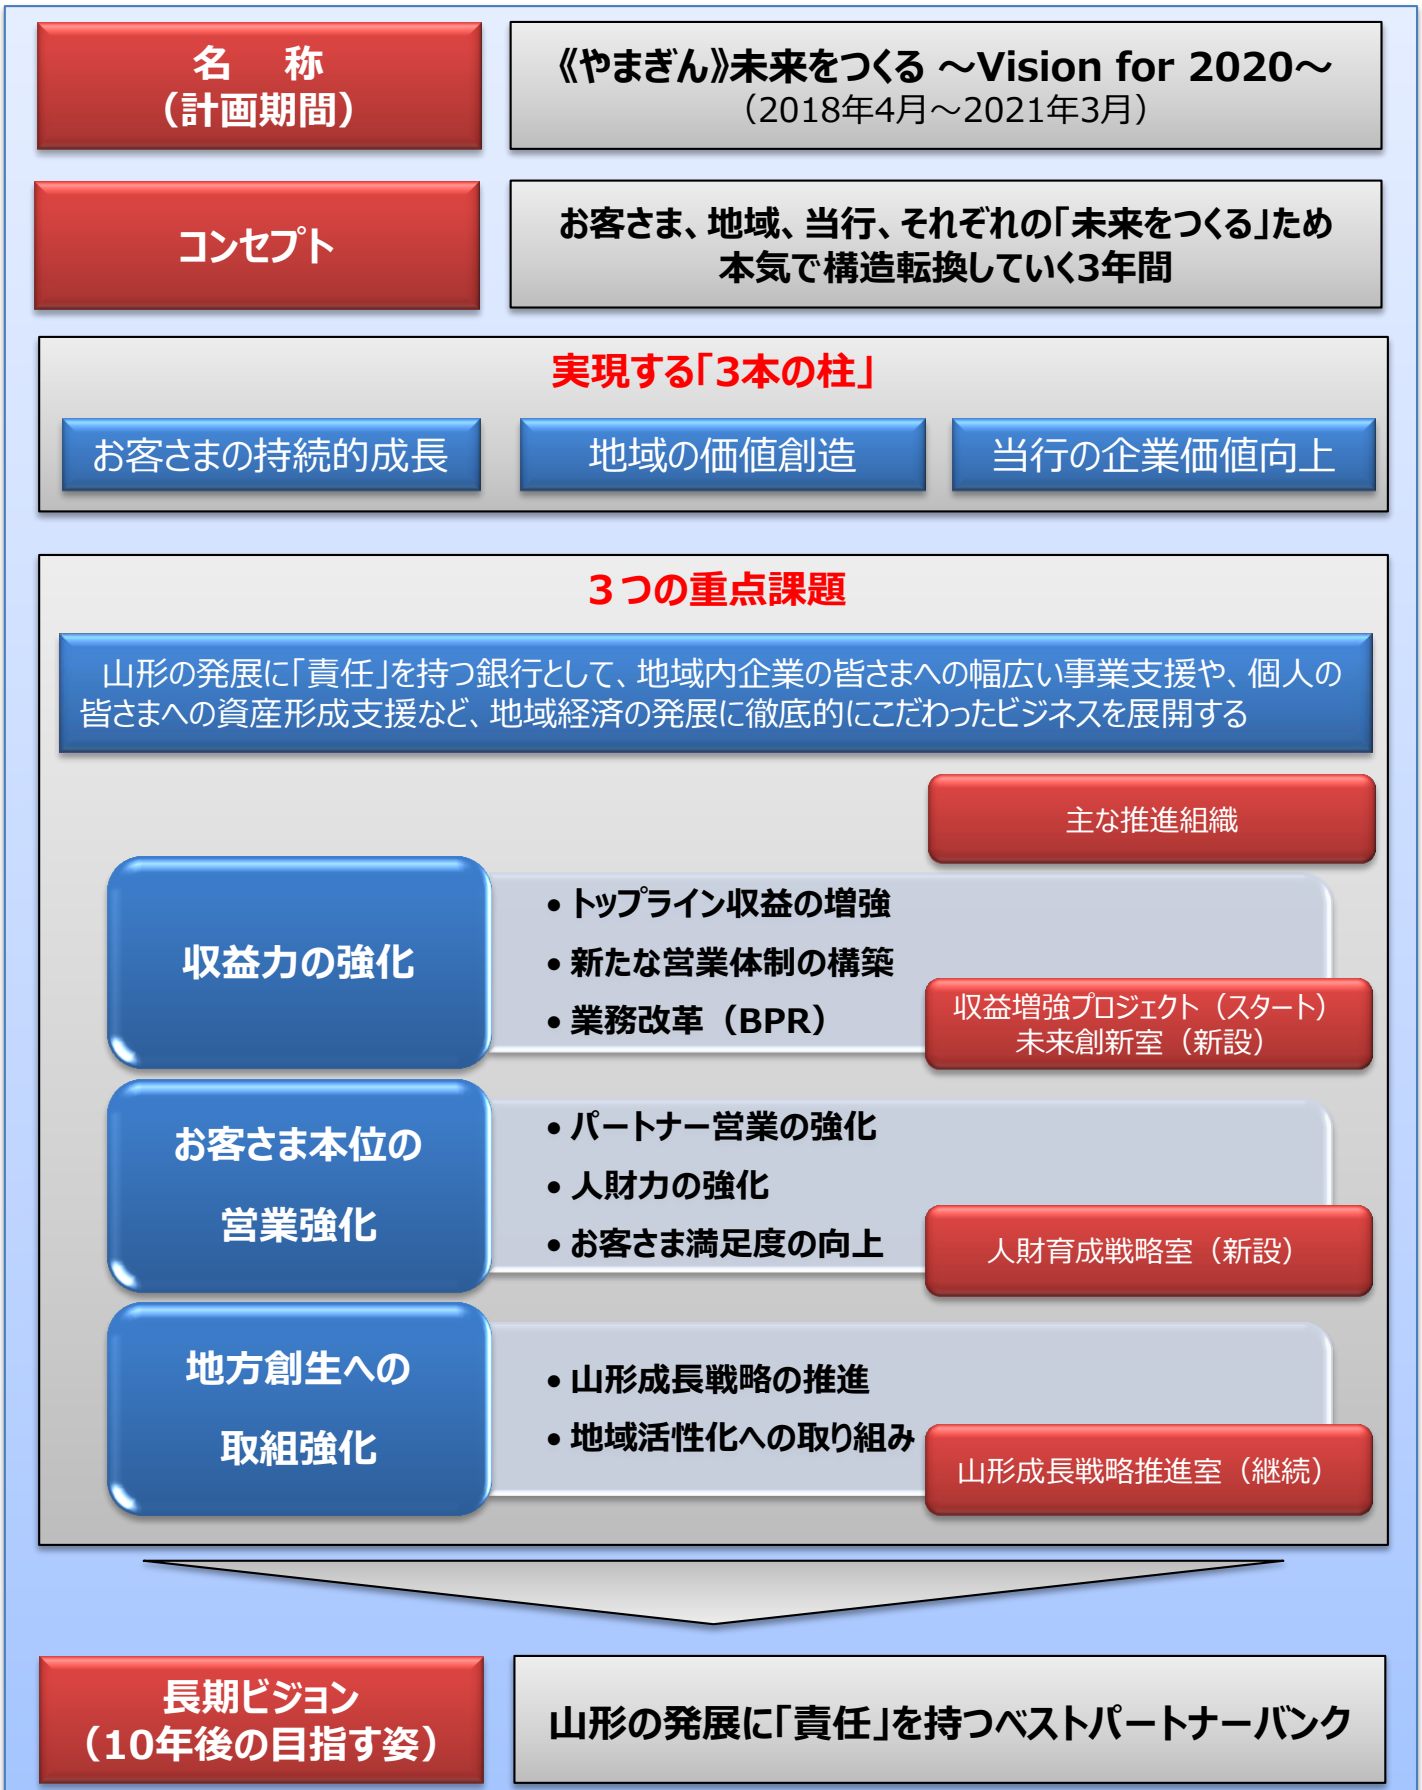 名　称
（計画期間）
《やまぎん》未来をつくる ～Vision for 2020～
（2018年4月～2021年3月）
コンセプト
お客さま、地域、当行、それぞれの「未来をつくる」ため
本気で構造転換していく3年間
実現する「3本の柱」
お客さまの持続的成長
地域の価値創造
当行の企業価値向上
３つの重点課題
山形の発展に「責任」を持つ銀行として、地域内企業の皆さまへの幅広い事業支援や、個人の
皆さまへの資産形成支援など、地域経済の発展に徹底的にこだわったビジネスを展開する
主な推進組織
収益力の強化
•トップライン収益の増強
•新たな営業体制の構築
•業務改革（BPR）
収益増強プロジェクト（スタート）
未来創新室（新設）
お客さま本位の
営業強化
•パートナー営業の強化
•人財力の強化
•お客さま満足度の向上
人財育成戦略室（新設）
地方創生への
取組強化
•山形成長戦略の推進
•地域活性化への取り組み
山形成長戦略推進室（継続）
長期ビジョン
（10年後の目指す姿）
山形の発展に「責任」を持つベストパートナーバンク